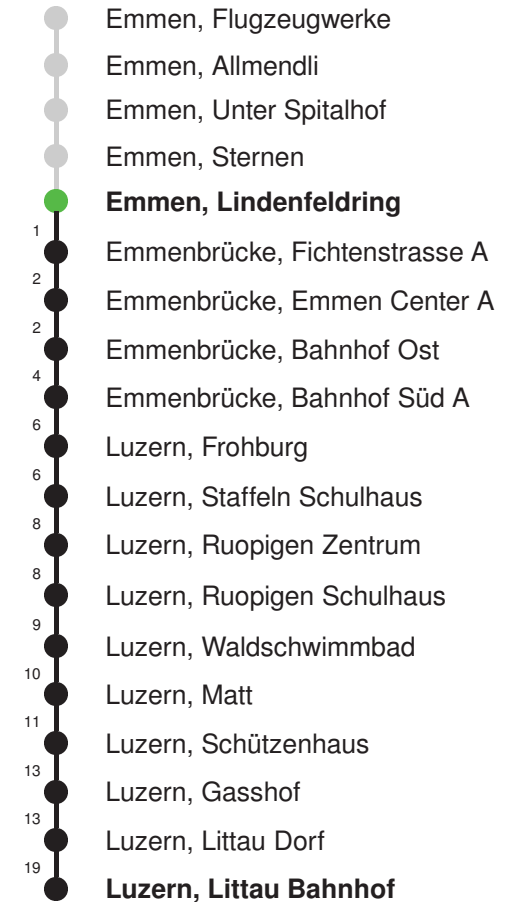 Emmen, Flugzeugwerke
Emmen, Allmendli
Emmen, Unter Spitalhof
Emmen, Sternen
Emmen, Lindenfeldring
1 Emmenbrücke, Fichtenstrasse A
2 Emmenbrücke, Emmen Center A
2 Emmenbrücke, Bahnhof Ost
4 Emmenbrücke, Bahnhof Süd A
6 Luzern, Frohburg
6 Luzern, Staffeln Schulhaus
8 Luzern, Ruopigen Zentrum
8 Luzern, Ruopigen Schulhaus
9 Luzern, Waldschwimmbad
10 Luzern, Matt
11 Luzern, Schützenhaus
13 Luzern, Gasshof
13 Luzern, Littau Dorf
19 Luzern, Littau Bahnhof